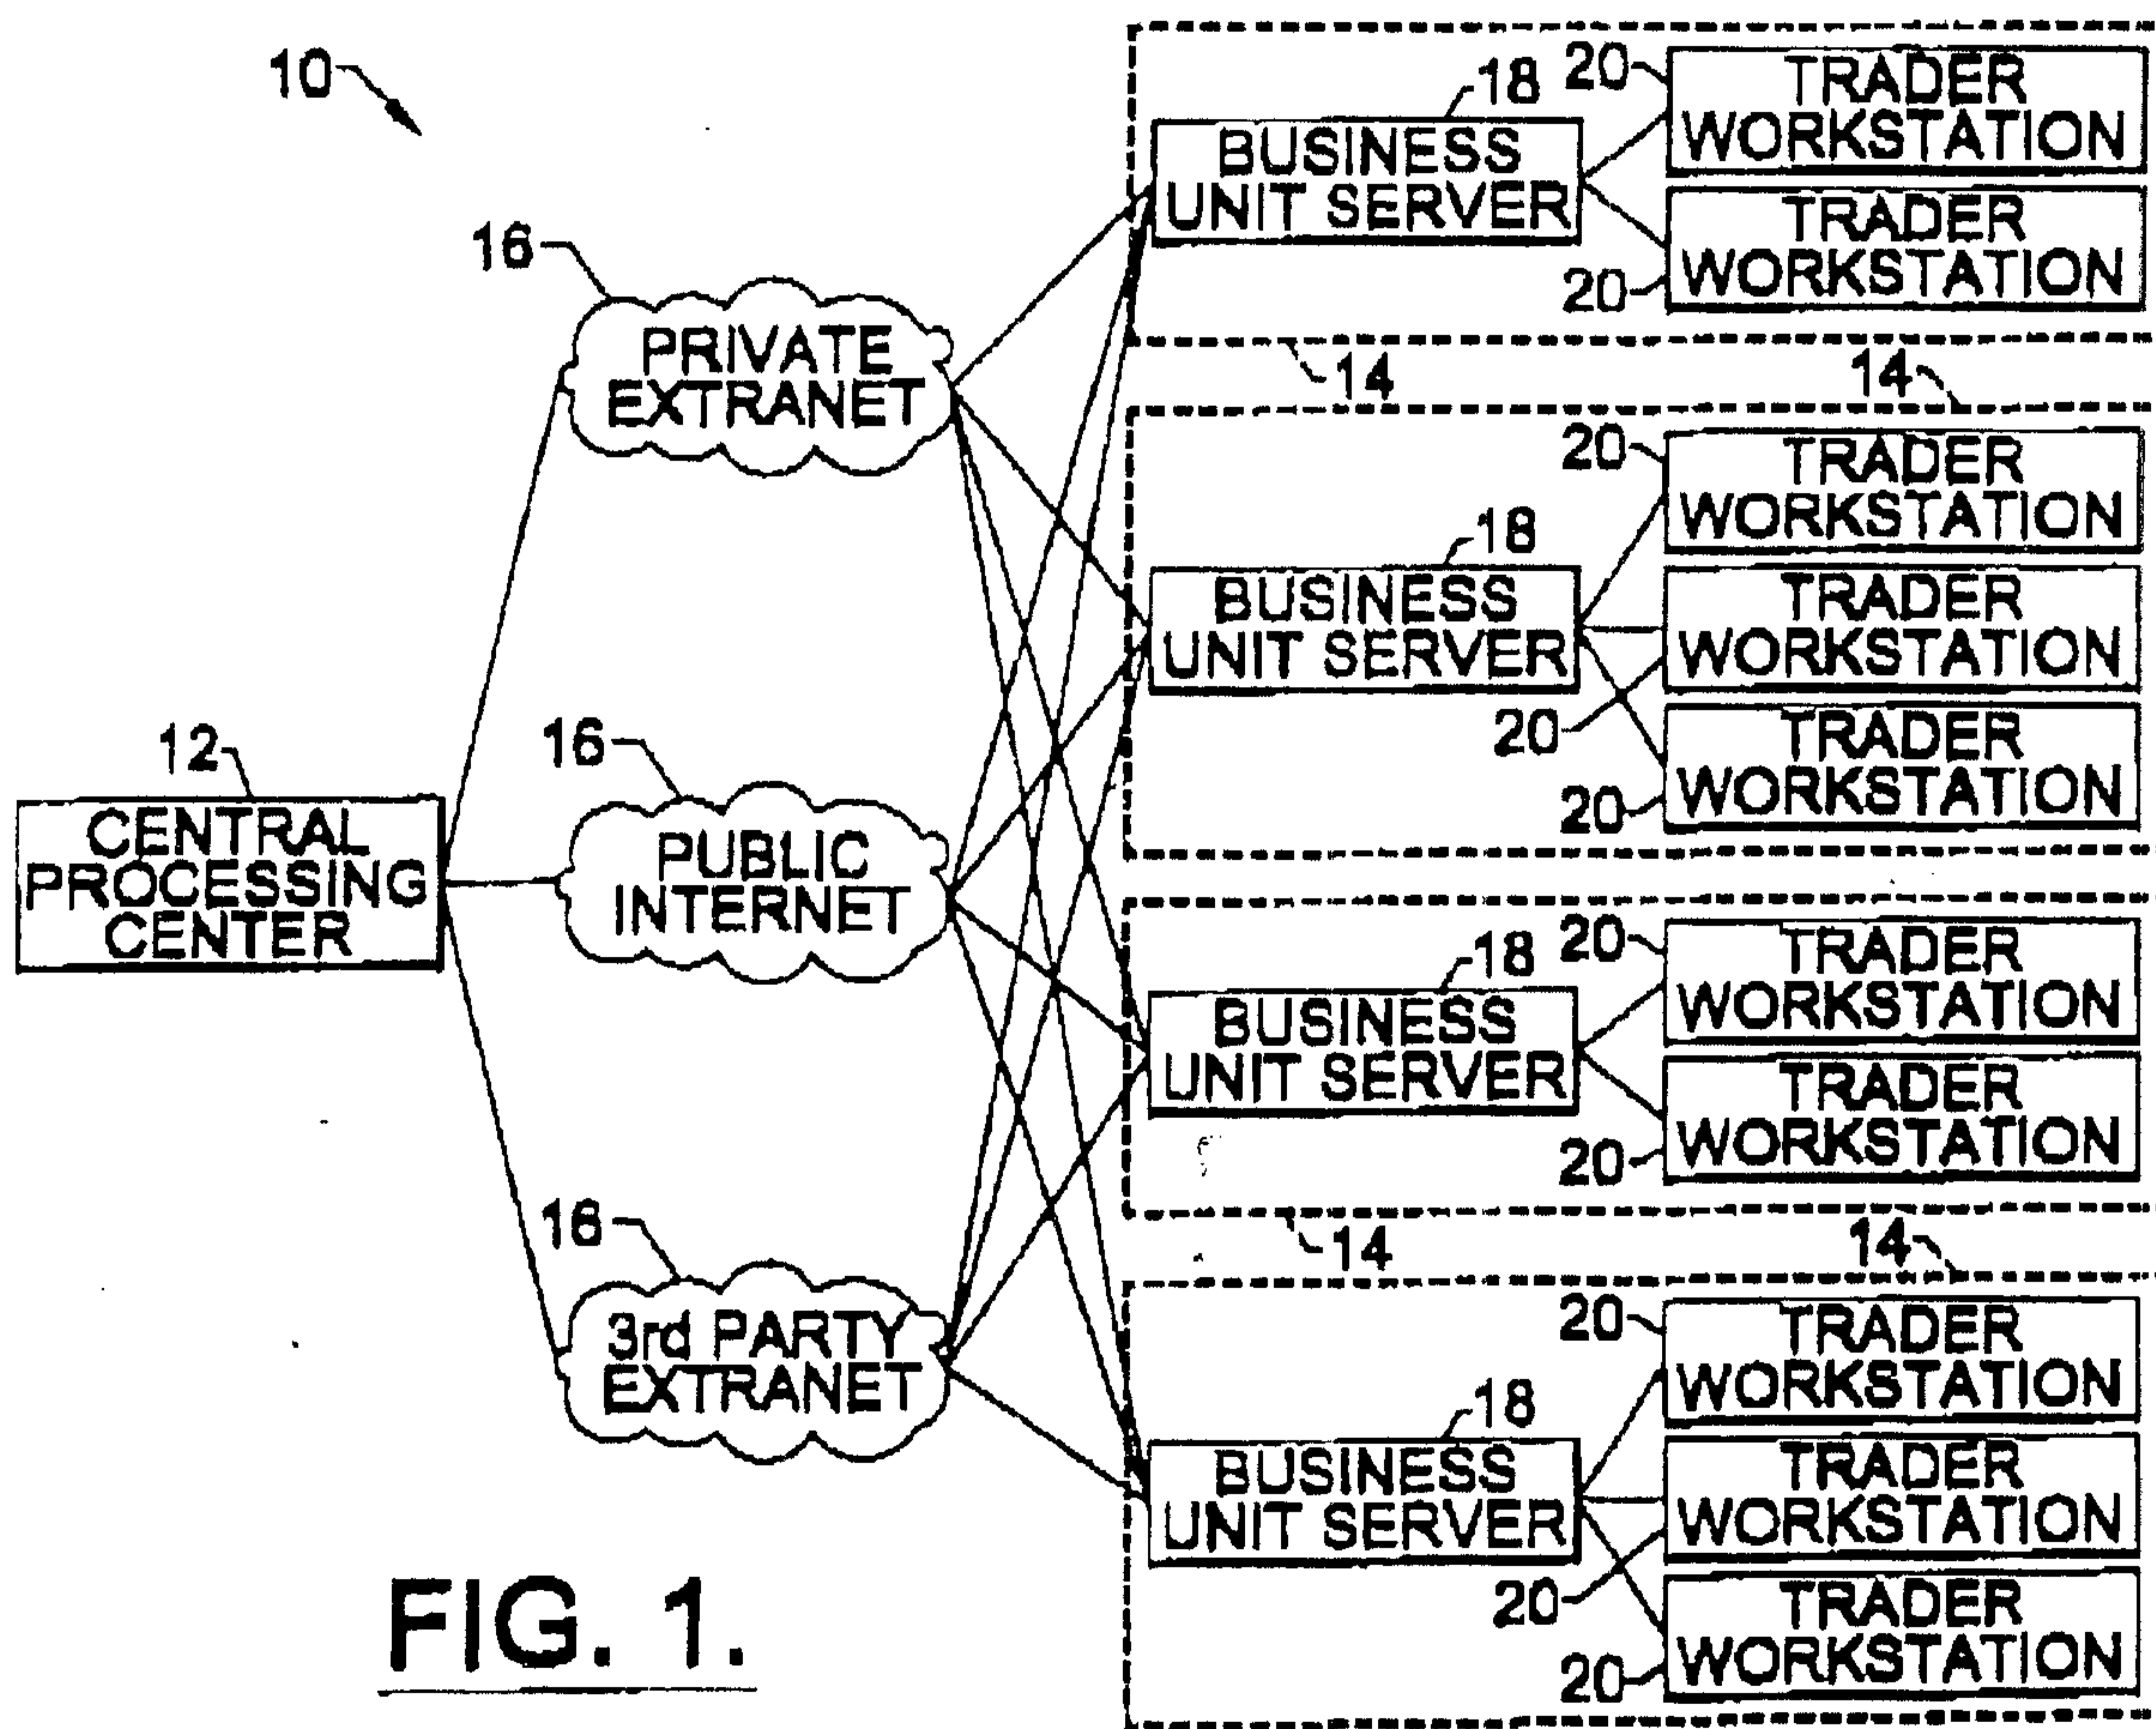 10
16
PRIVATE
EXTRANET
12
CENTRAL
PROCESSING
CENTER
16
PUBLIC
INTERNET
16
3rd PARTY
EXTRANET
18
BUSINESS
UNIT SERVER
20
TRADER
WORKSTATION
TRADER
WORKSTATION
20
14
14
20
TRADER
WORKSTATION
18
BUSINESS
UNIT SERVER
TRADER
WORKSTATION
20
TRADER
WORKSTATION
20
18
BUSINESS
UNIT SERVER
20
TRADER
WORKSTATION
TRADER
WORKSTATION
20
14
14
20
TRADER
WORKSTATION
18
BUSINESS
UNIT SERVER
TRADER
WORKSTATION
20
TRADER
WORKSTATION
20
FIG. 1.